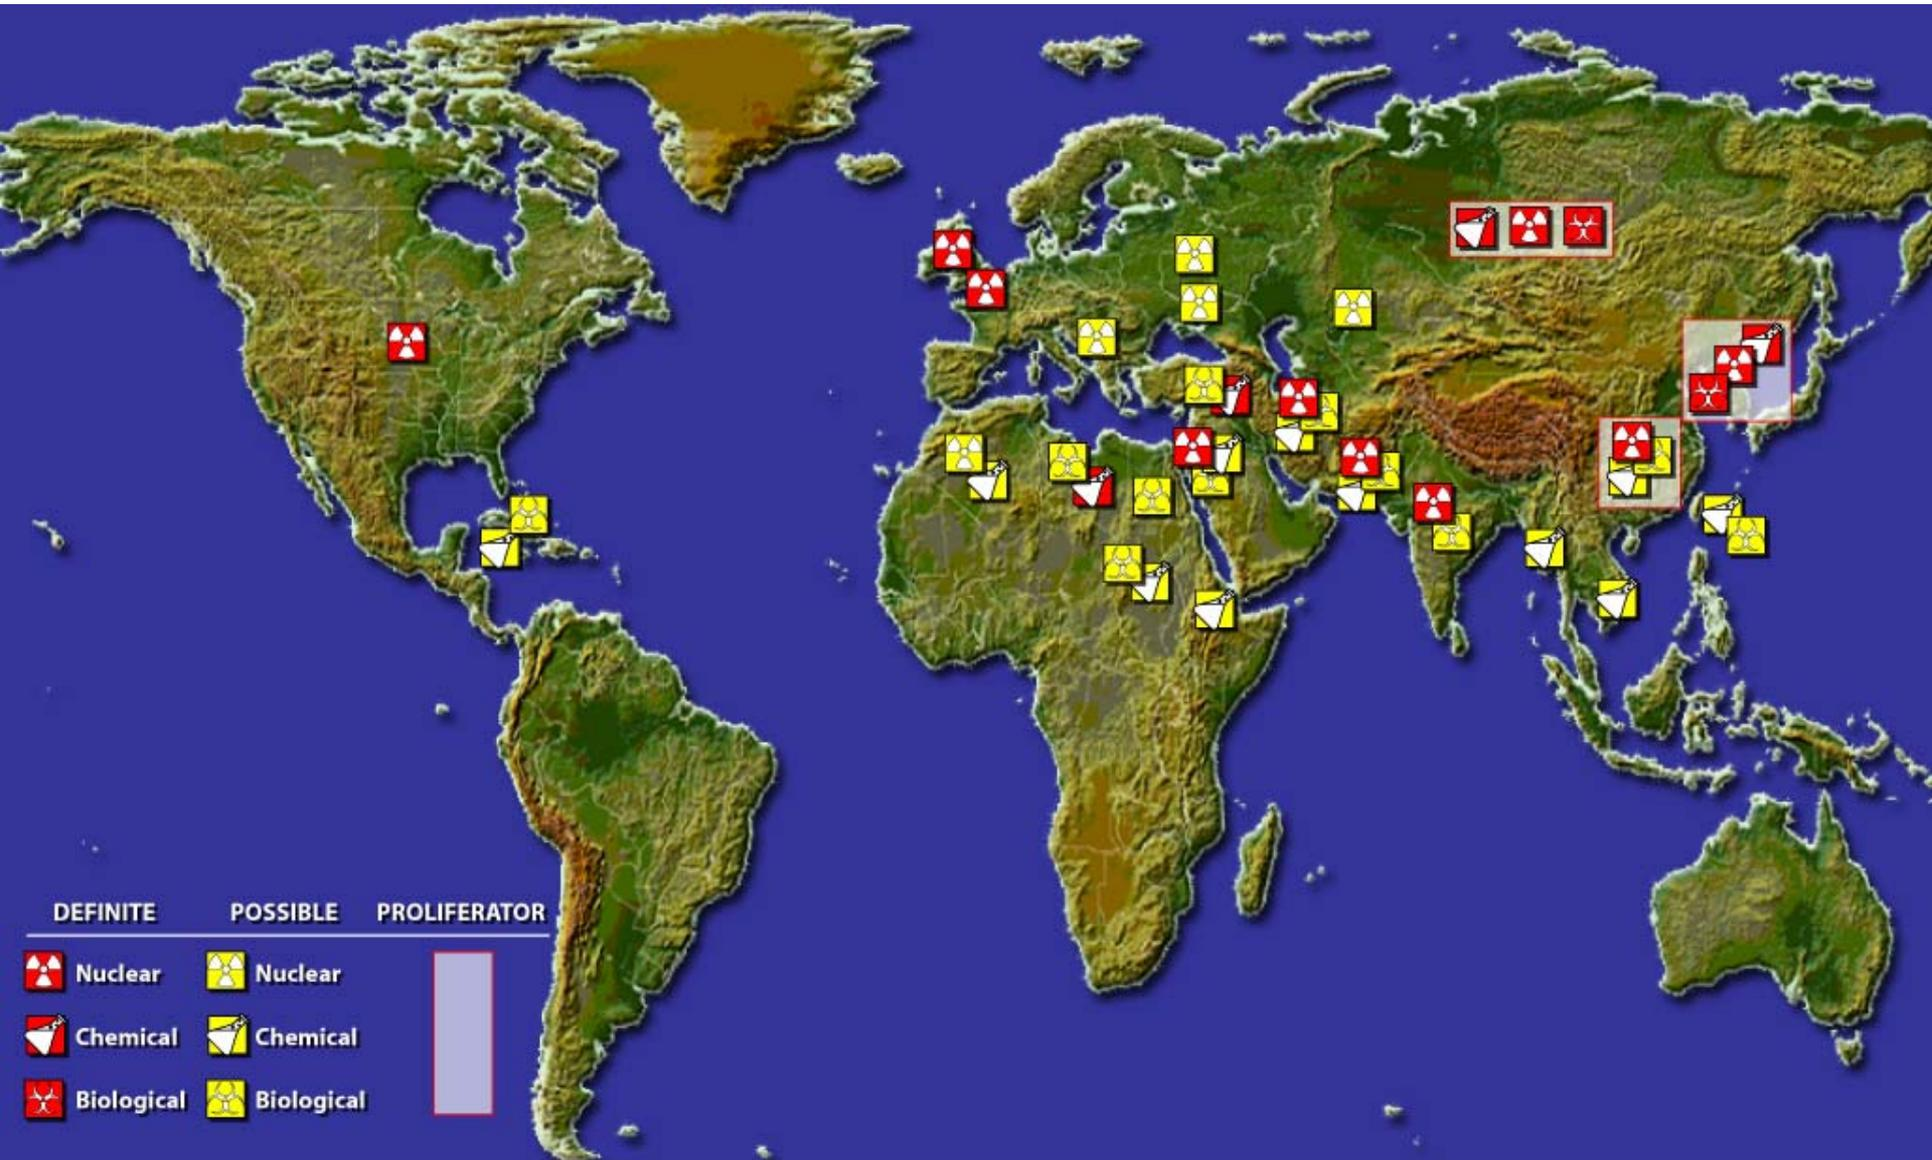 DEFINITE POSSIBLE PROLIFERATOR
Nuclear Nuclear
Chemical Chemical
Biological Biological